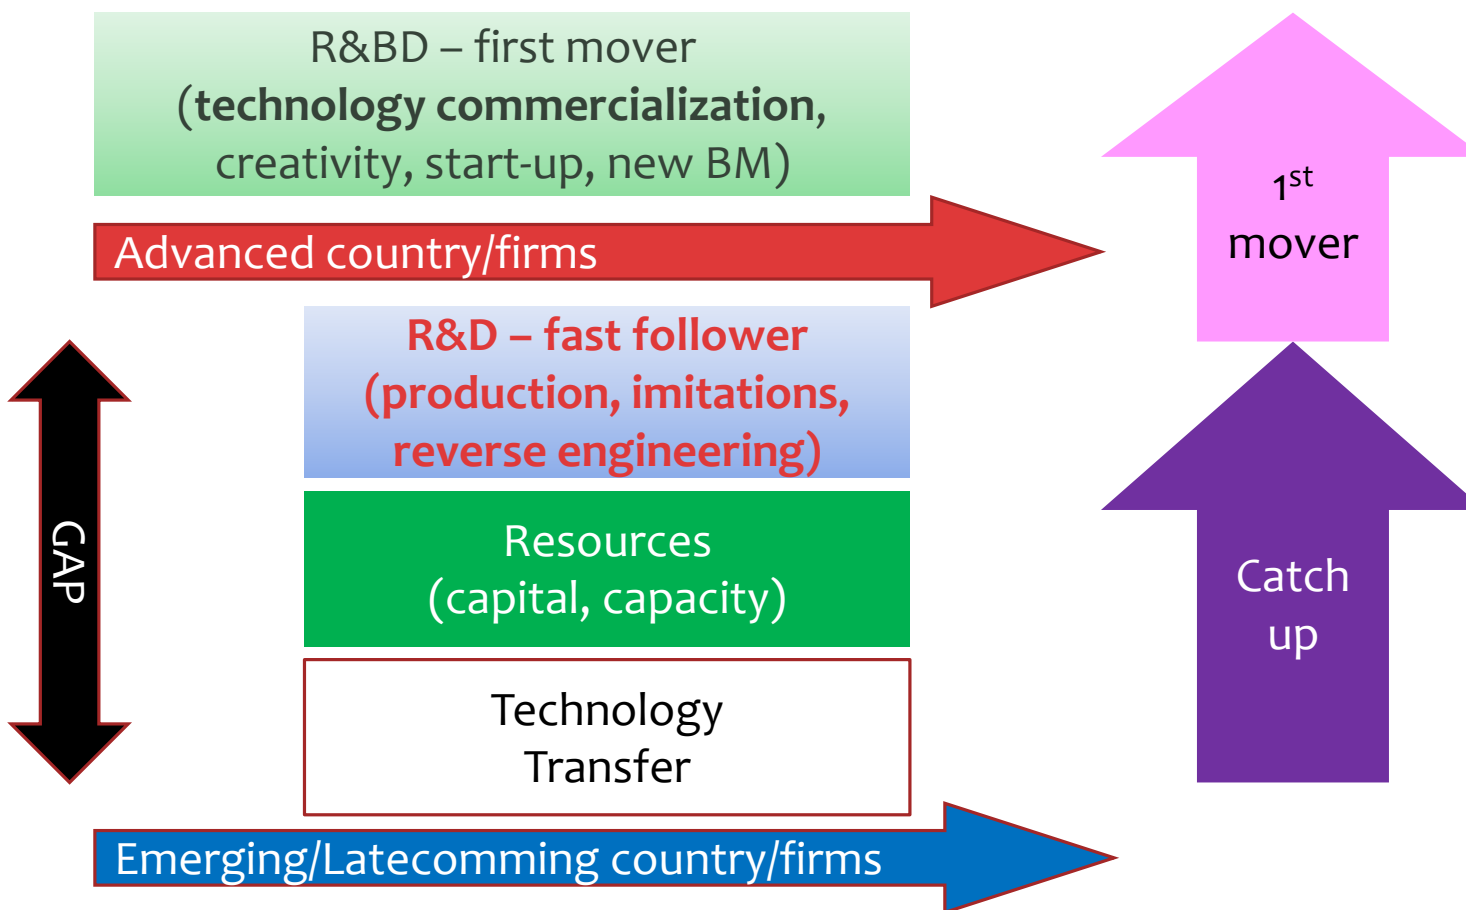 R&BD – first mover
(technology commercialization,
creativity, start-up, new BM)
1st
mover
Advanced country/firms
R&D – fast follower
(production, imitations,
reverse engineering)
GAP
Resources
(capital, capacity)
Catch
up
Technology
Transfer
Emerging/Latecomming country/firms